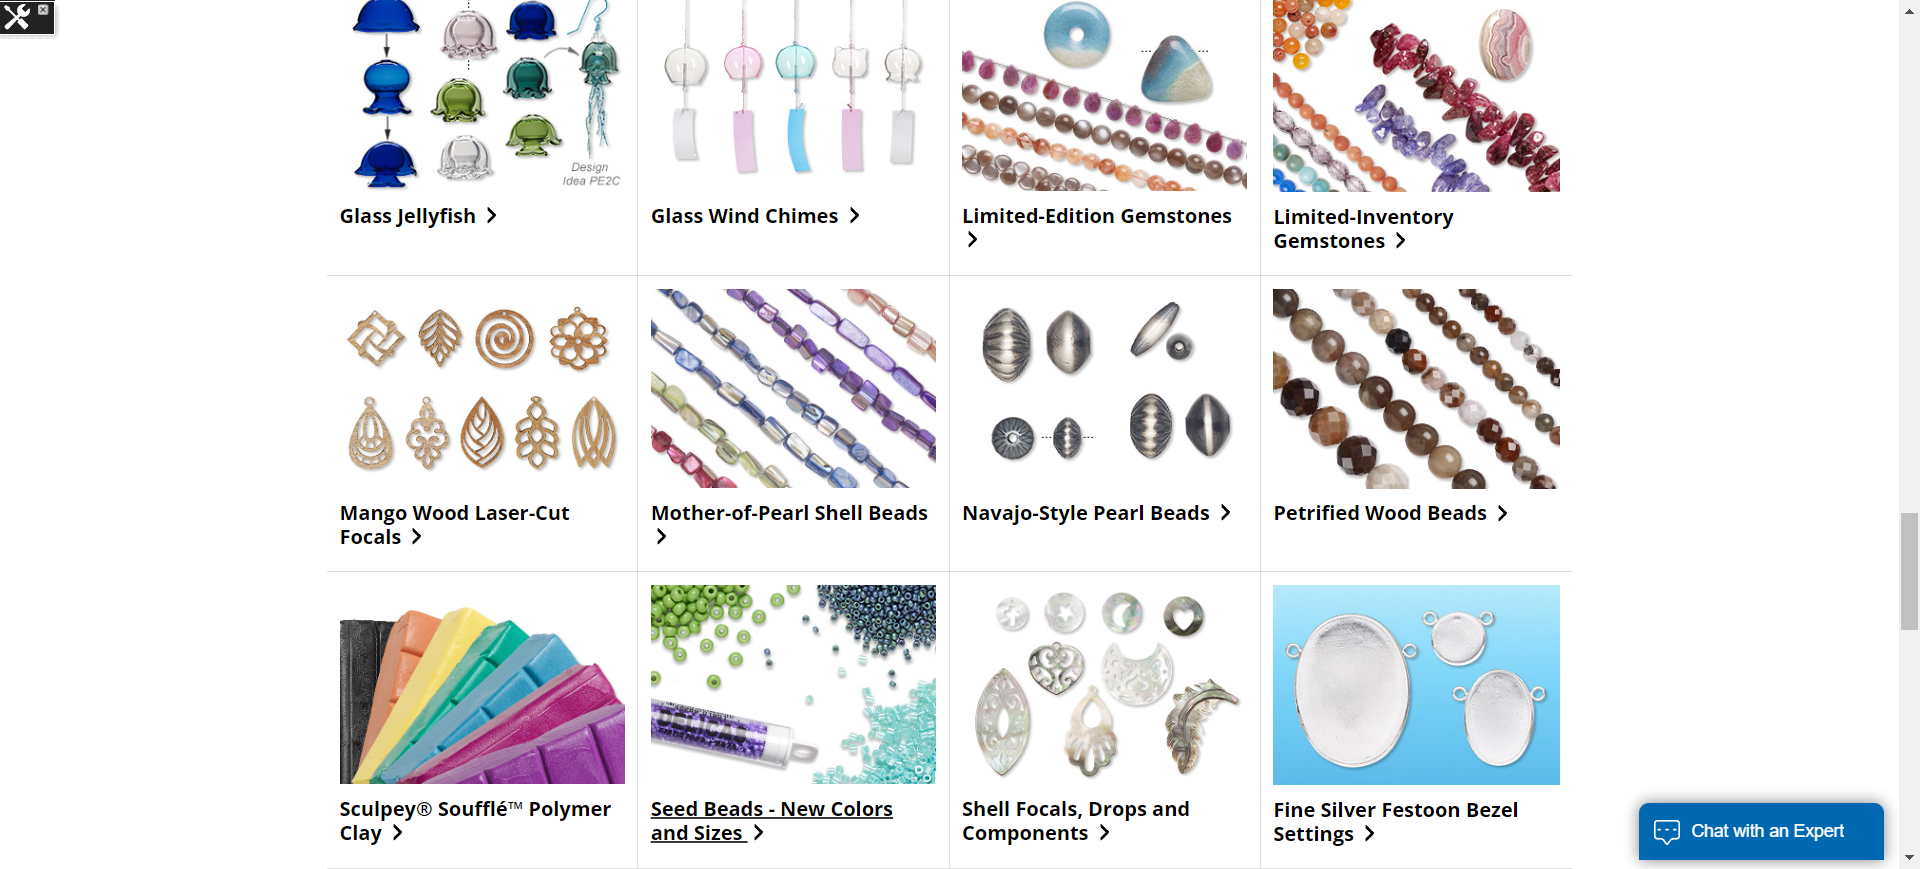 Design
Idea PE2C
Glass Jellyfish
Glass Wind Chimes
Limited-Edition Gemstones
Limited-Inventory
Gemstones
Mango Wood Laser-Cut
Focals
Mother-of-Pearl Shell Beads
Navajo-Style Pearl Beads
Petrified Wood Beads
DELICAS
Sculpey® Soufflé™ Polymer
Clay
Seed Beads - New Colors
and Sizes
Shell Focals, Drops and
Components
Fine Silver Festoon Bezel
Settings
Chat with an Expert